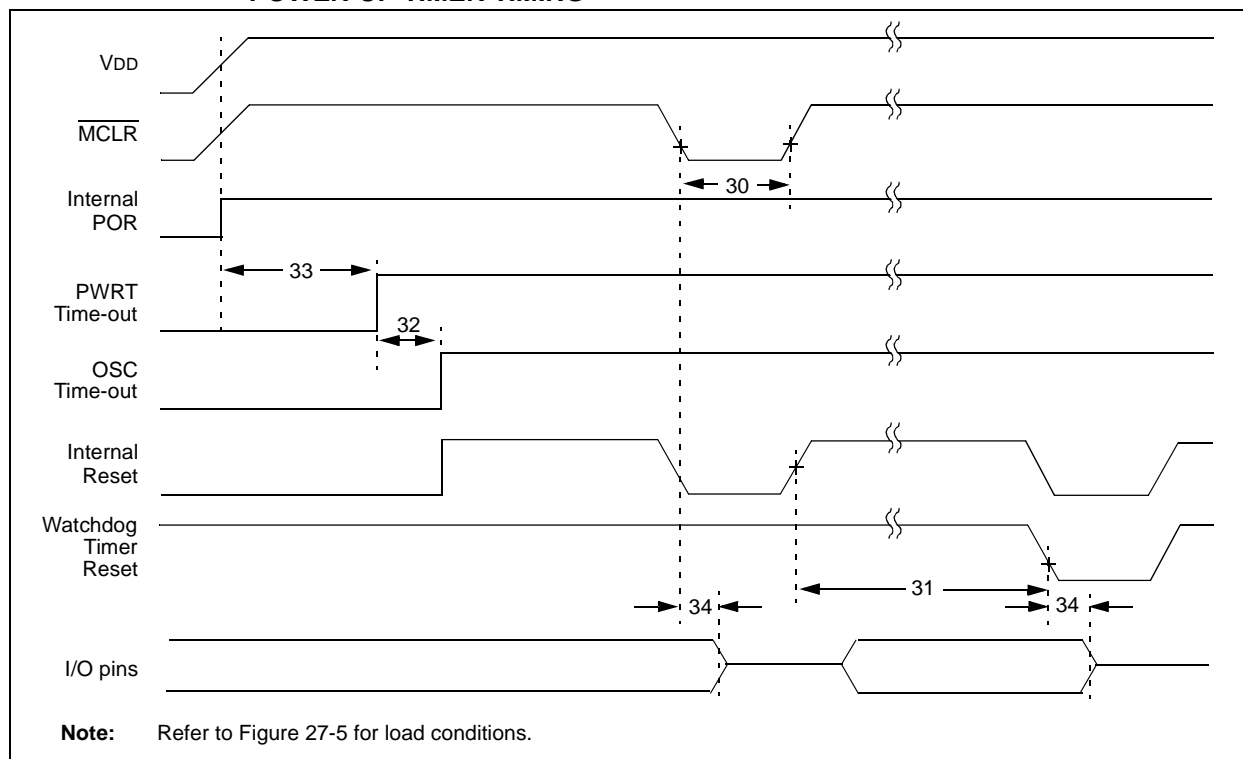 POWER-UP TIMER TIMING
VDD
MCLR
30
Internal
POR
33
PWRT
Time-out
32
OSC
Time-out
Internal
Reset
Watchdog
Timer
Reset
31
34
34
I/O pins
Note: Refer to Figure 27-5 for load conditions.